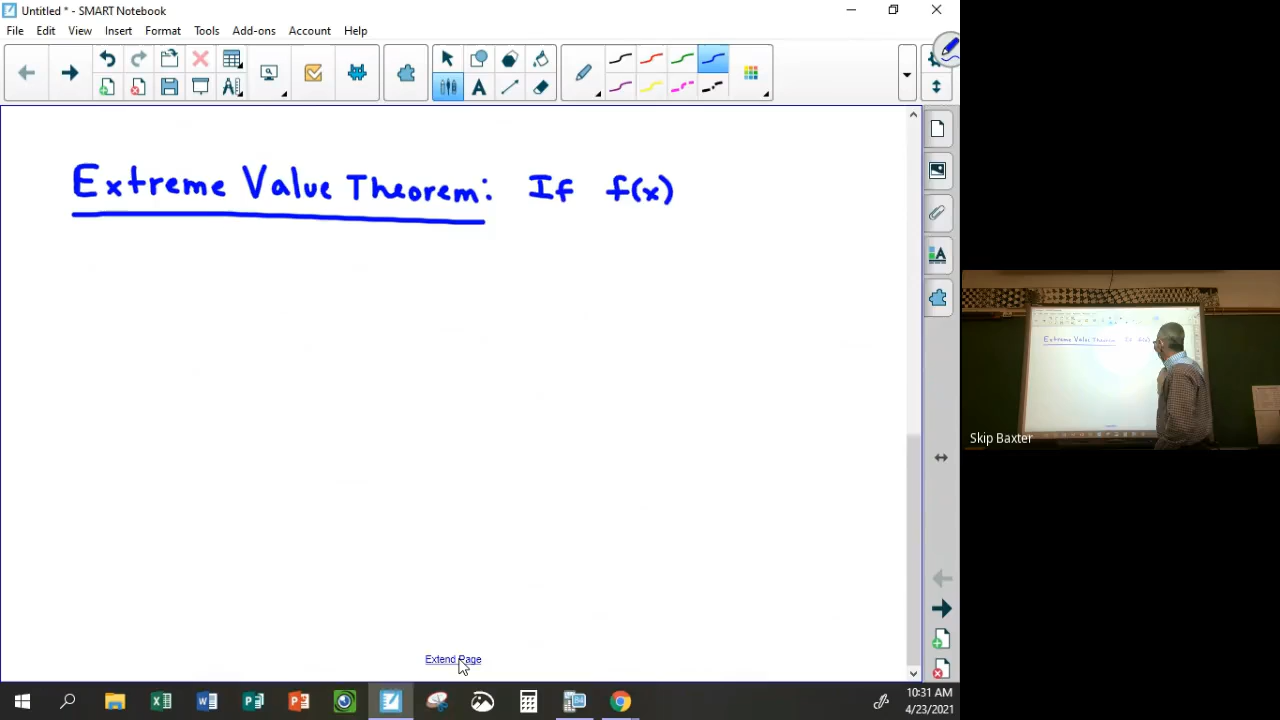 Untitled * - SMART Notebook
File Edit View Insert Format Tools Add-ons Account Help
Extreme Value Theorem: If f(x)
Skip Baxter
Extend Page
10:31 AM
4/23/2021